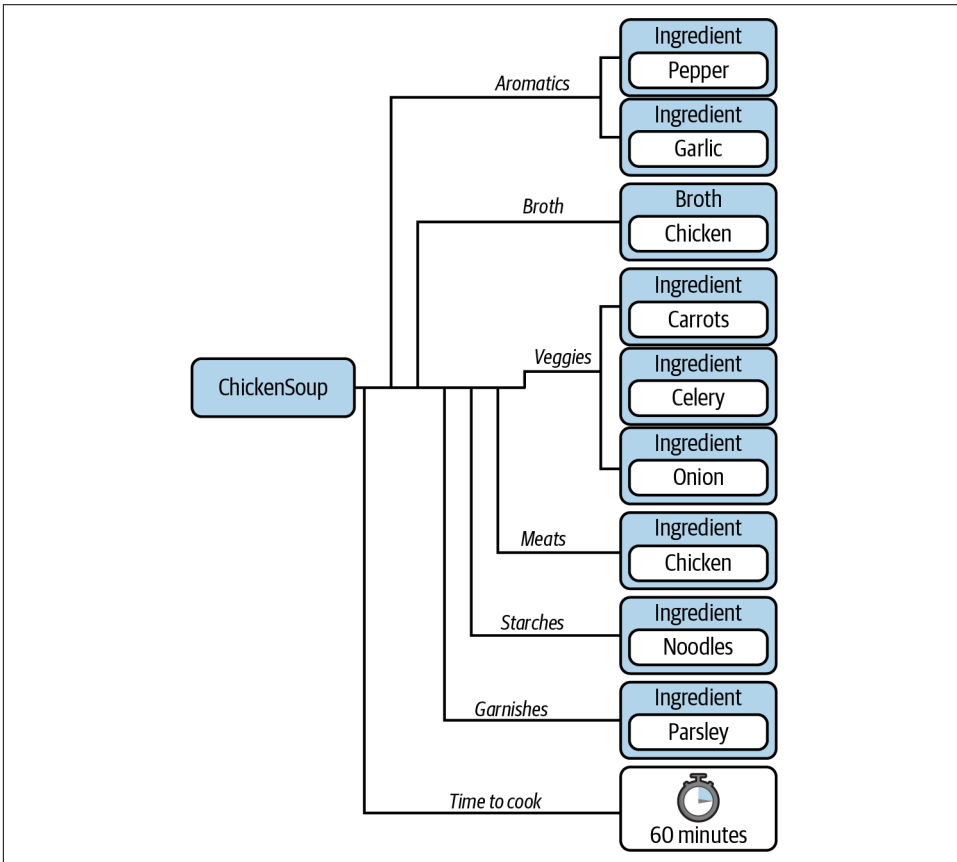 Ingredient
Pepper
Aromatics
Ingredient
Garlic
Broth
Broth
Chicken
Ingredient
Carrots
Veggies
Ingredient
Celery
ChickenSoup
Ingredient
Onion
Meats
Ingredient
Chicken
Starches
Ingredient
Noodles
Garnishes
Ingredient
Parsley
Time to cook
60 minutes